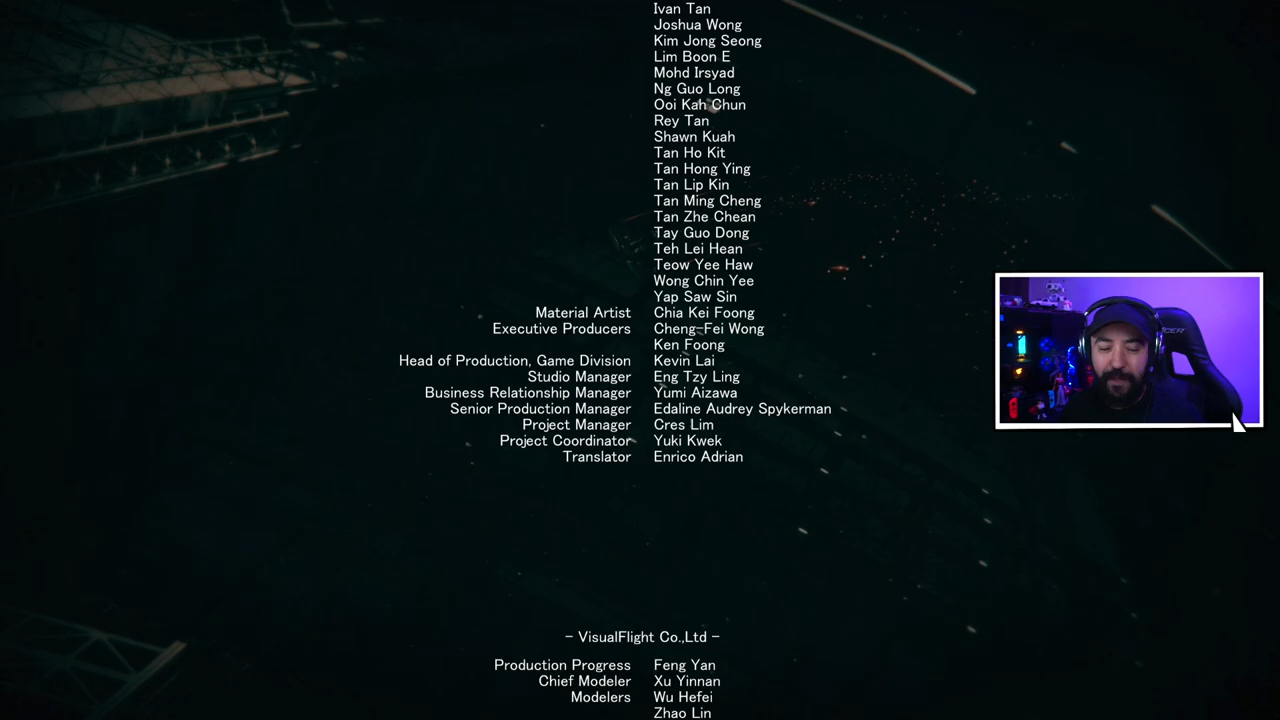 Ivan Tan
Joshua Wong
Kim Jong Seong
Lim Boon E
Mohd Irsyad
Ng Guo Long
Ooi Kah Chun
Rey Tan
Shawn Kuah
Tan Ho Kit
Tan Hong Ying
Tan Lip Kin
Tan Ming Cheng
Tan Zhe Chean
Tay Guo Dong
Teh Lei Hean
Teow Yee Haw
Wong Chin Yee
Yap Saw Sin
Material Artist Chia Kei Foong
Executive Producers Cheng-Fei Wong
Ken Foong
Head of Production, Game Division Kevin Lai
Studio Manager Eng Tzy Ling
Business Relationship Manager Yumi Aizawa
Senior Production Manager Edaline Audrey Spykerman
Project Manager Cres Lim
Project Coordinator Yuki Kwek
Translator Enrico Adrian
- VisualFlight Co.,Ltd -
Production Progress Feng Yan
Chief Modeler Xu Yinnan
Modelers Wu Hefei
Zhao Lin